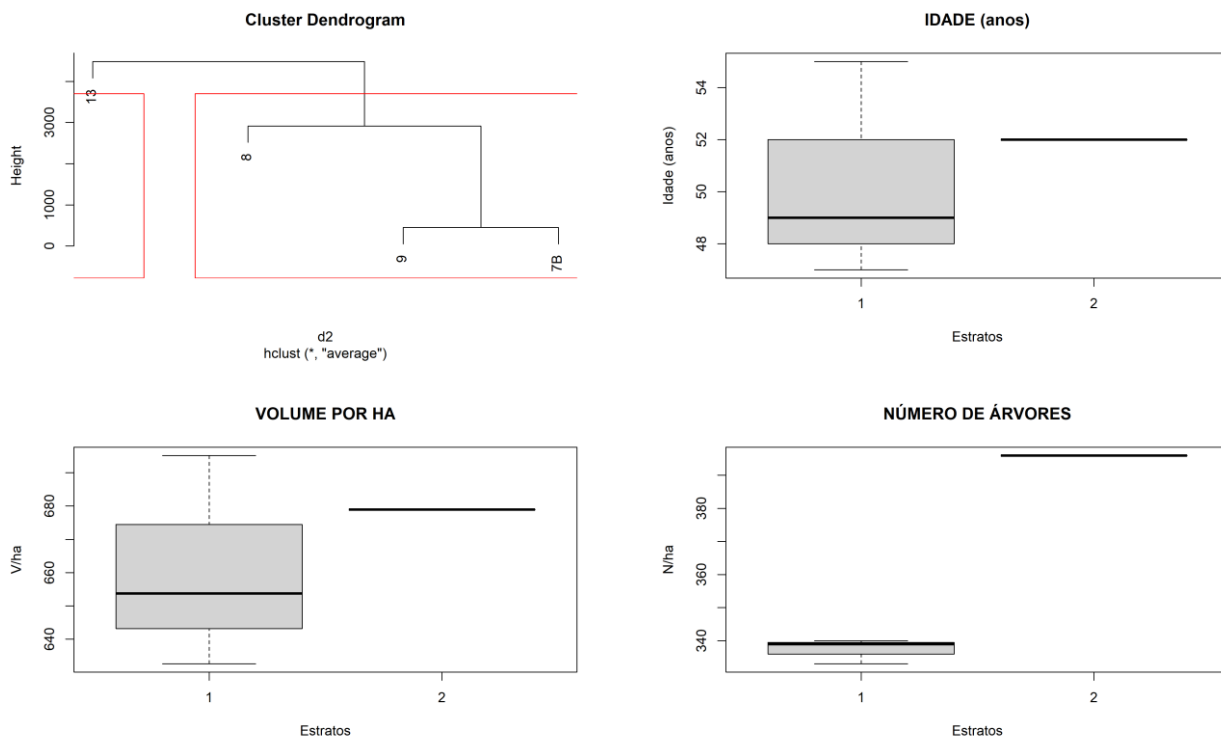 Cluster Dendrogram
Height
0
1000
3000
13
8
9
7B
d2
hclust (*, "average")
IDADE (anos)
Idade (anos)
48
50
52
54
1
2
Estratos
VOLUME POR HA
V/ha
640
660
680
1
2
Estratos
NÚMERO DE ÁRVORES
N/ha
340
360
380
1
2
Estratos